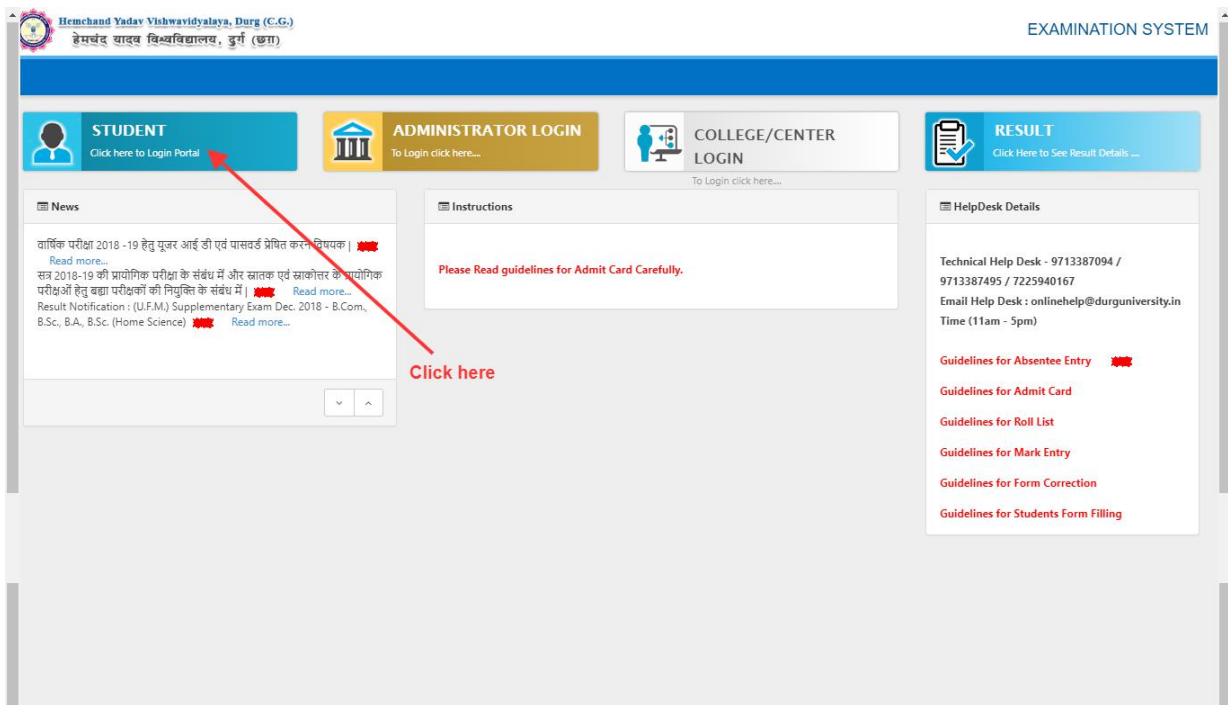 Hemchand Yadav Vishwavidyalaya, Durg (C.G.)
हेमचंद यादव विश्वविद्यालय, दुर्ग (छग)
EXAMINATION SYSTEM
STUDENT
Click here to Login Portal
ADMINISTRATOR LOGIN
To Login click here....
COLLEGE/CENTER
LOGIN
To Login click here....
RESULT
Click Here to See Result Details ....
News
वार्षिक परीक्षा 2018 -19 हेतु यूजर आई डी एवं पासवर्ड प्रेषित करने विषयक |
Read more...
सत्र 2018-19 की प्रायोगिक परीक्षा के संबंध में और स्नातक एवं स्नाकोत्तर के प्रायोगिक
परीक्षओं हेतु बह्या परीक्षकों की नियुक्ति के संबंध में | Read more...
Result Notification : (U.F.M.) Supplementary Exam Dec. 2018 - B.Com.,
B.Sc., B.A., B.Sc. (Home Science) Read more...
Instructions
Please Read guidelines for Admit Card Carefully.
Click here
HelpDesk Details
Technical Help Desk - 9713387094 /
9713387495 / 7225940167
Email Help Desk : onlinehelp@durguniversity.in
Time (11am - 5pm)
Guidelines for Absentee Entry
Guidelines for Admit Card
Guidelines for Roll List
Guidelines for Mark Entry
Guidelines for Form Correction
Guidelines for Students Form Filling